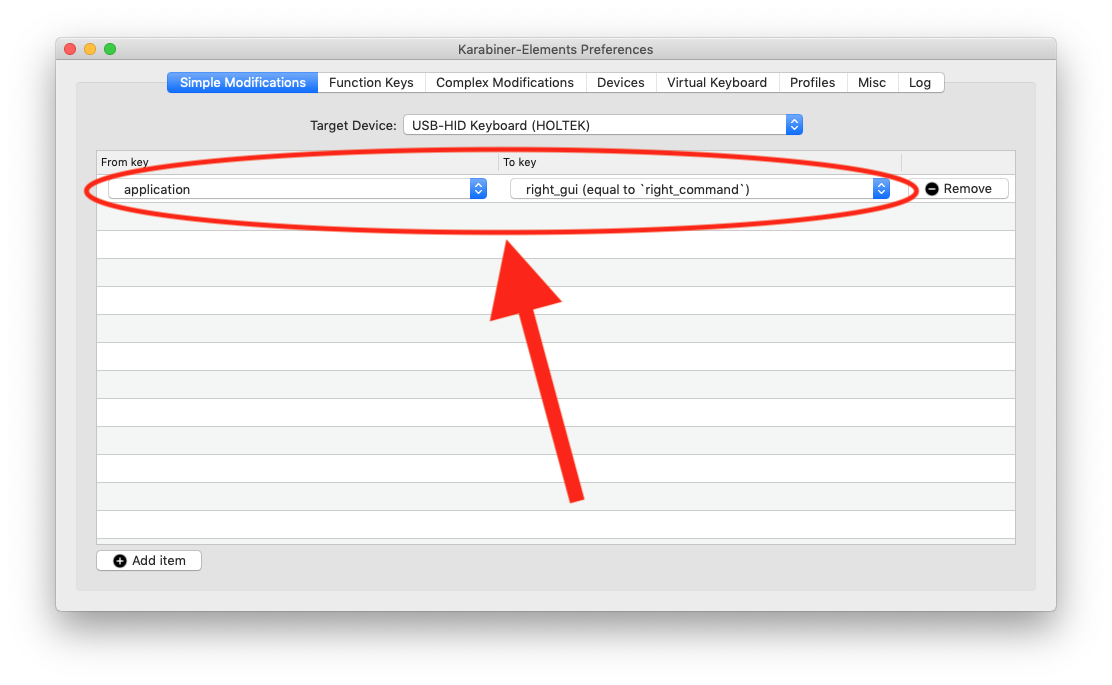 Karabiner-Elements Preferences
Simple Modifications Function Keys Complex Modifications Devices Virtual Keyboard Profiles Misc Log
Target Device: USB-HID Keyboard (HOLTEK)
From key To key
application right_gui (equal to `right_command`) Remove
Add item